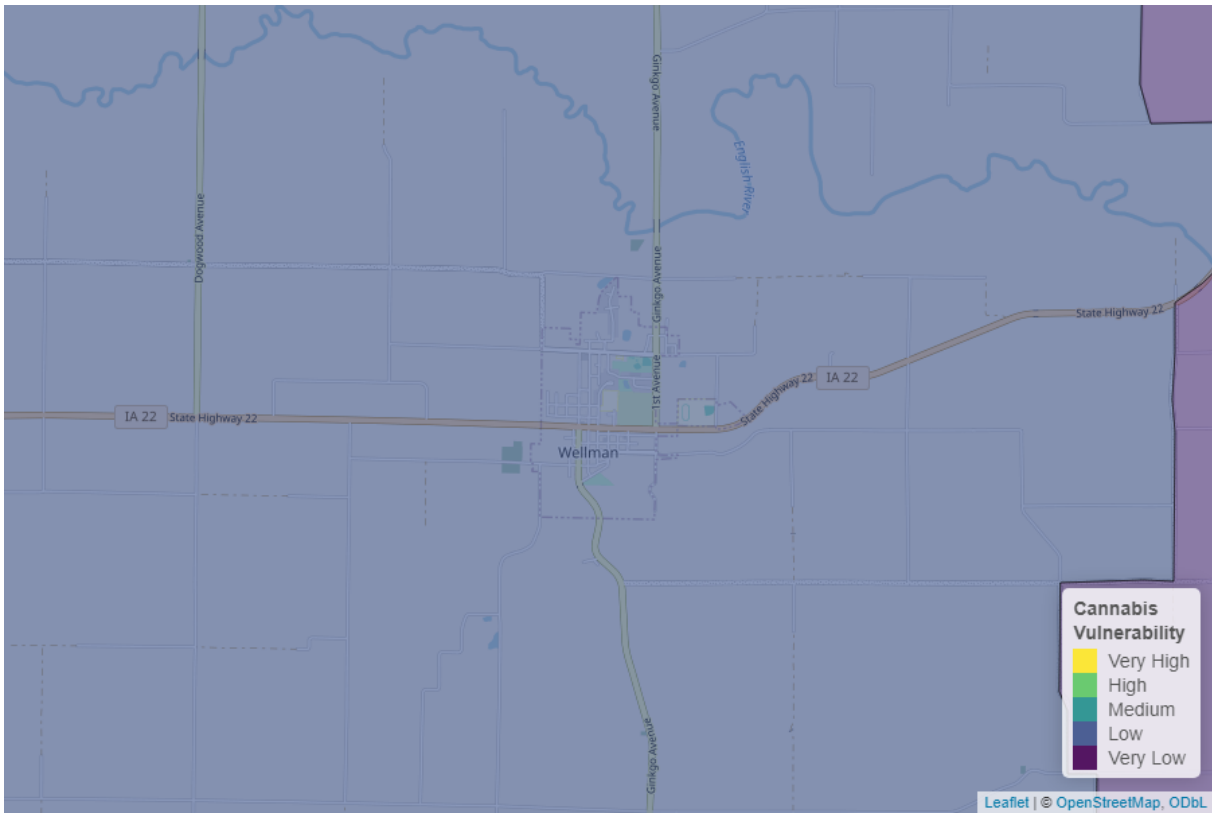 Ginkgo Avenue
English River
Dogwood Avenue
Ginkgo Avenue
State Highway 22
1st Avenue
IA 22
State Highway 22
IA 22
State Highway 22
Wellman
Ginkgo Avenue
Cannabis
Vulnerability
Very High
High
Medium
Low
Very Low
Leaflet | © OpenStreetMap, ODbL